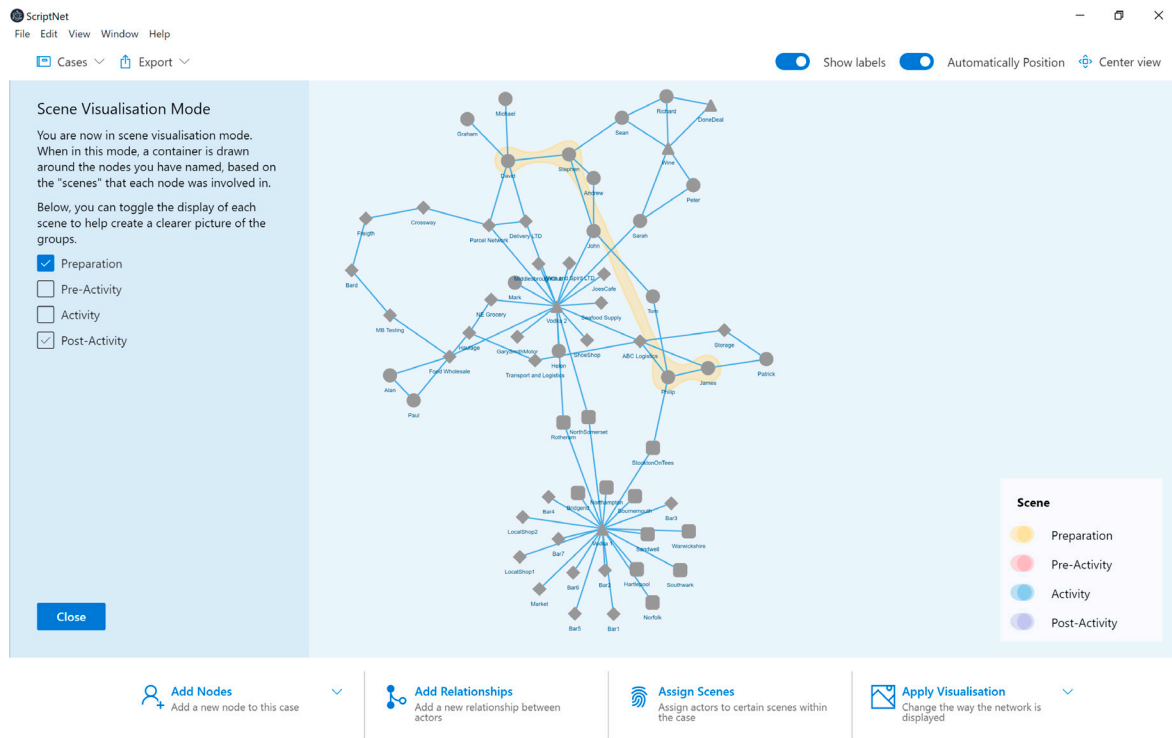 ScriptNet
File Edit View Window Help
Cases Export
Show labels Automatically Position Center view
Scene Visualisation Mode
You are now in scene visualisation mode.
When in this mode, a container is drawn
around the nodes you have named, based on
the "scenes" that each node was involved in.
Below, you can toggle the display of each
scene to help create a clearer picture of the
groups.
Preparation
Pre-Activity
Activity
Post-Activity
Close
Michael
Graham
Richard
DoneDeal
Sean
Wine
David
Stephen
Andrew
Peter
Crossway
Freigth
Parcel Network
Delivery LTD
John
Sarah
Bard
JoesCafe
Mark
Tom
NE Grocery
Vodka 2
Seafood Supply
MB Testing
Haulage
GarySmithMotor
ShoeShop
Storage
Helen
ABC Logistics
Food Wholesale
Transport and Logistics
Patrick
James
Alan
Philip
Paul
NorthSomerset
Rotheram
StocktonOnTees
Northampton
Bridgend
Bournemouth
Bar4
Bar3
LocalShop2
Vodka 1
Sandwell
Warwickshire
Bar7
LocalShop1
Bar6
Bar2
Hartlepool
Southwark
Market
Norfolk
Bar5
Bar1
Scene
Preparation
Pre-Activity
Activity
Post-Activity
Add Nodes
Add a new node to this case
Add Relationships
Add a new relationship between
actors
Assign Scenes
Assign actors to certain scenes within
the case
Apply Visualisation
Change the way the network is
displayed